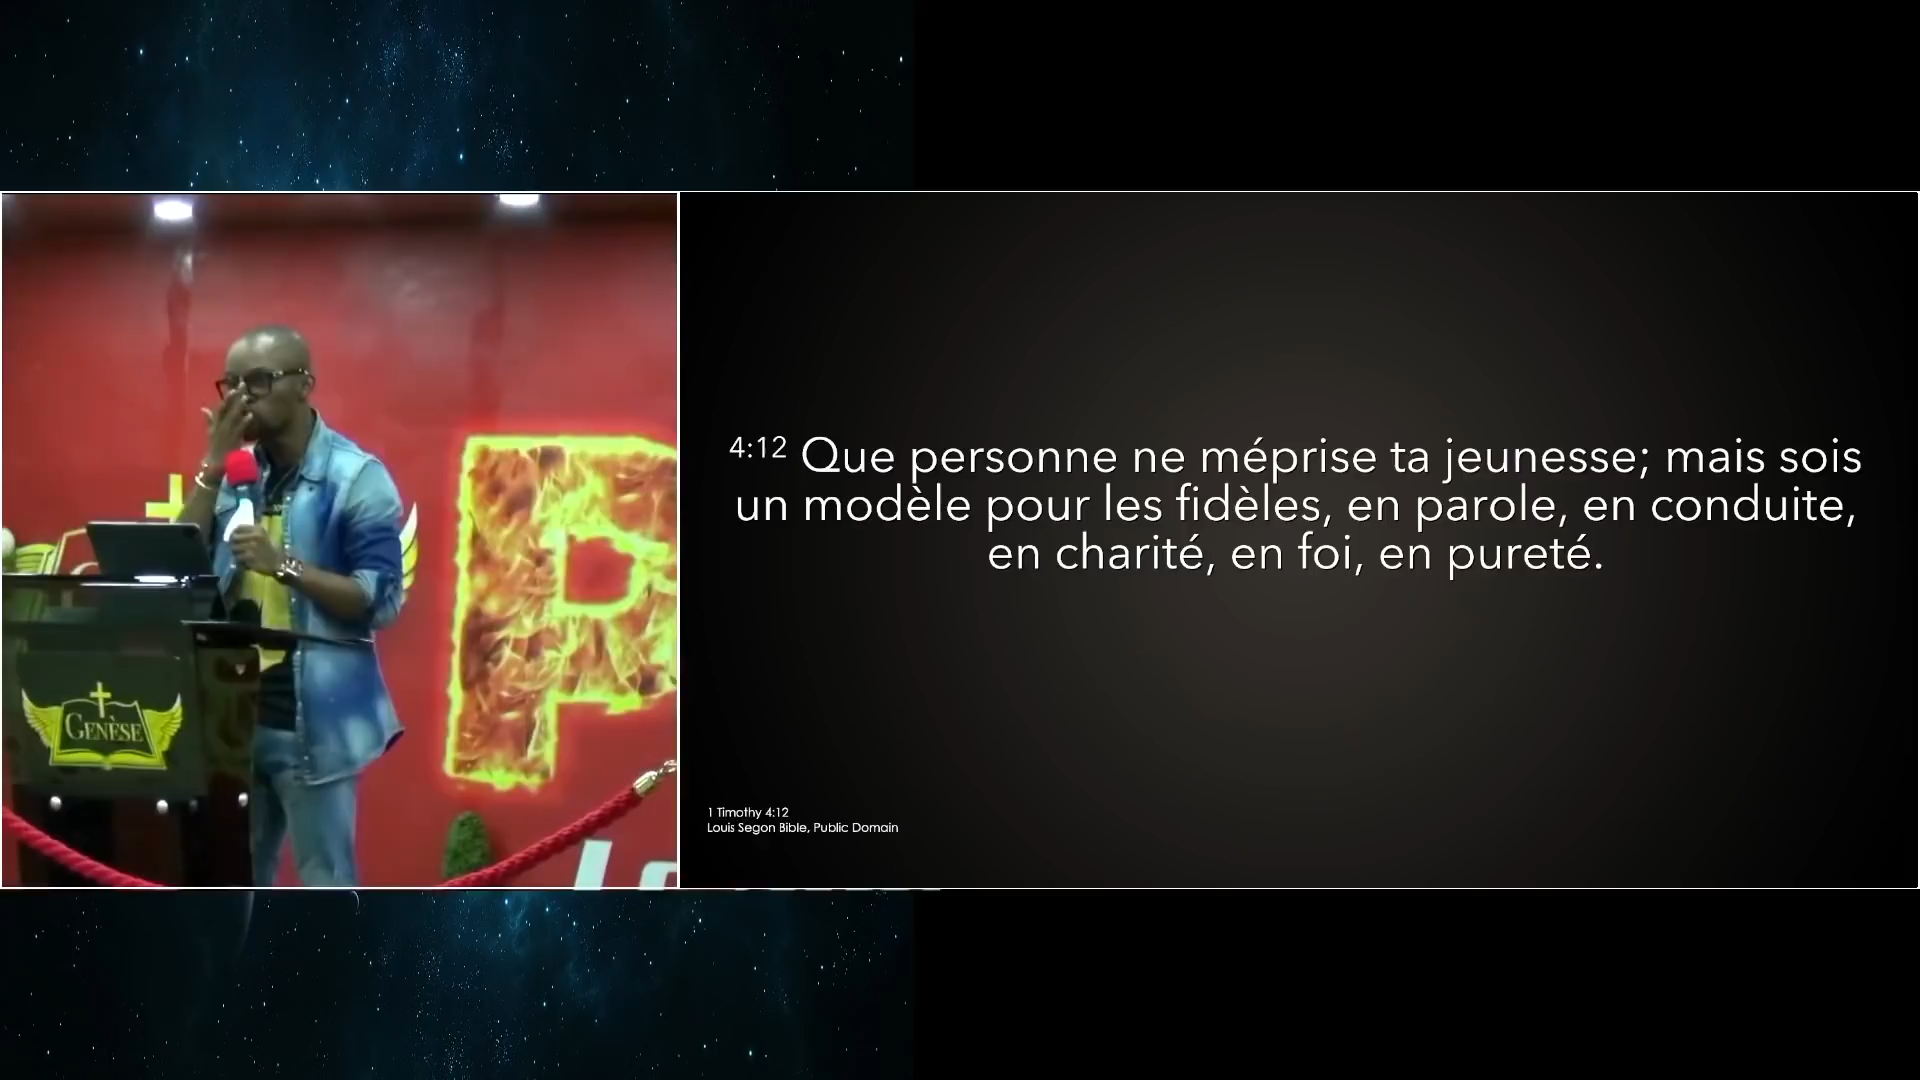 4:12 Que personne ne méprise ta jeunesse; mais sois
un modèle pour les fidèles, en parole, en conduite,
en charité, en foi, en pureté.
1 Timothy 4:12
Louis Segon Bible, Public Domain
GENÈSE
P